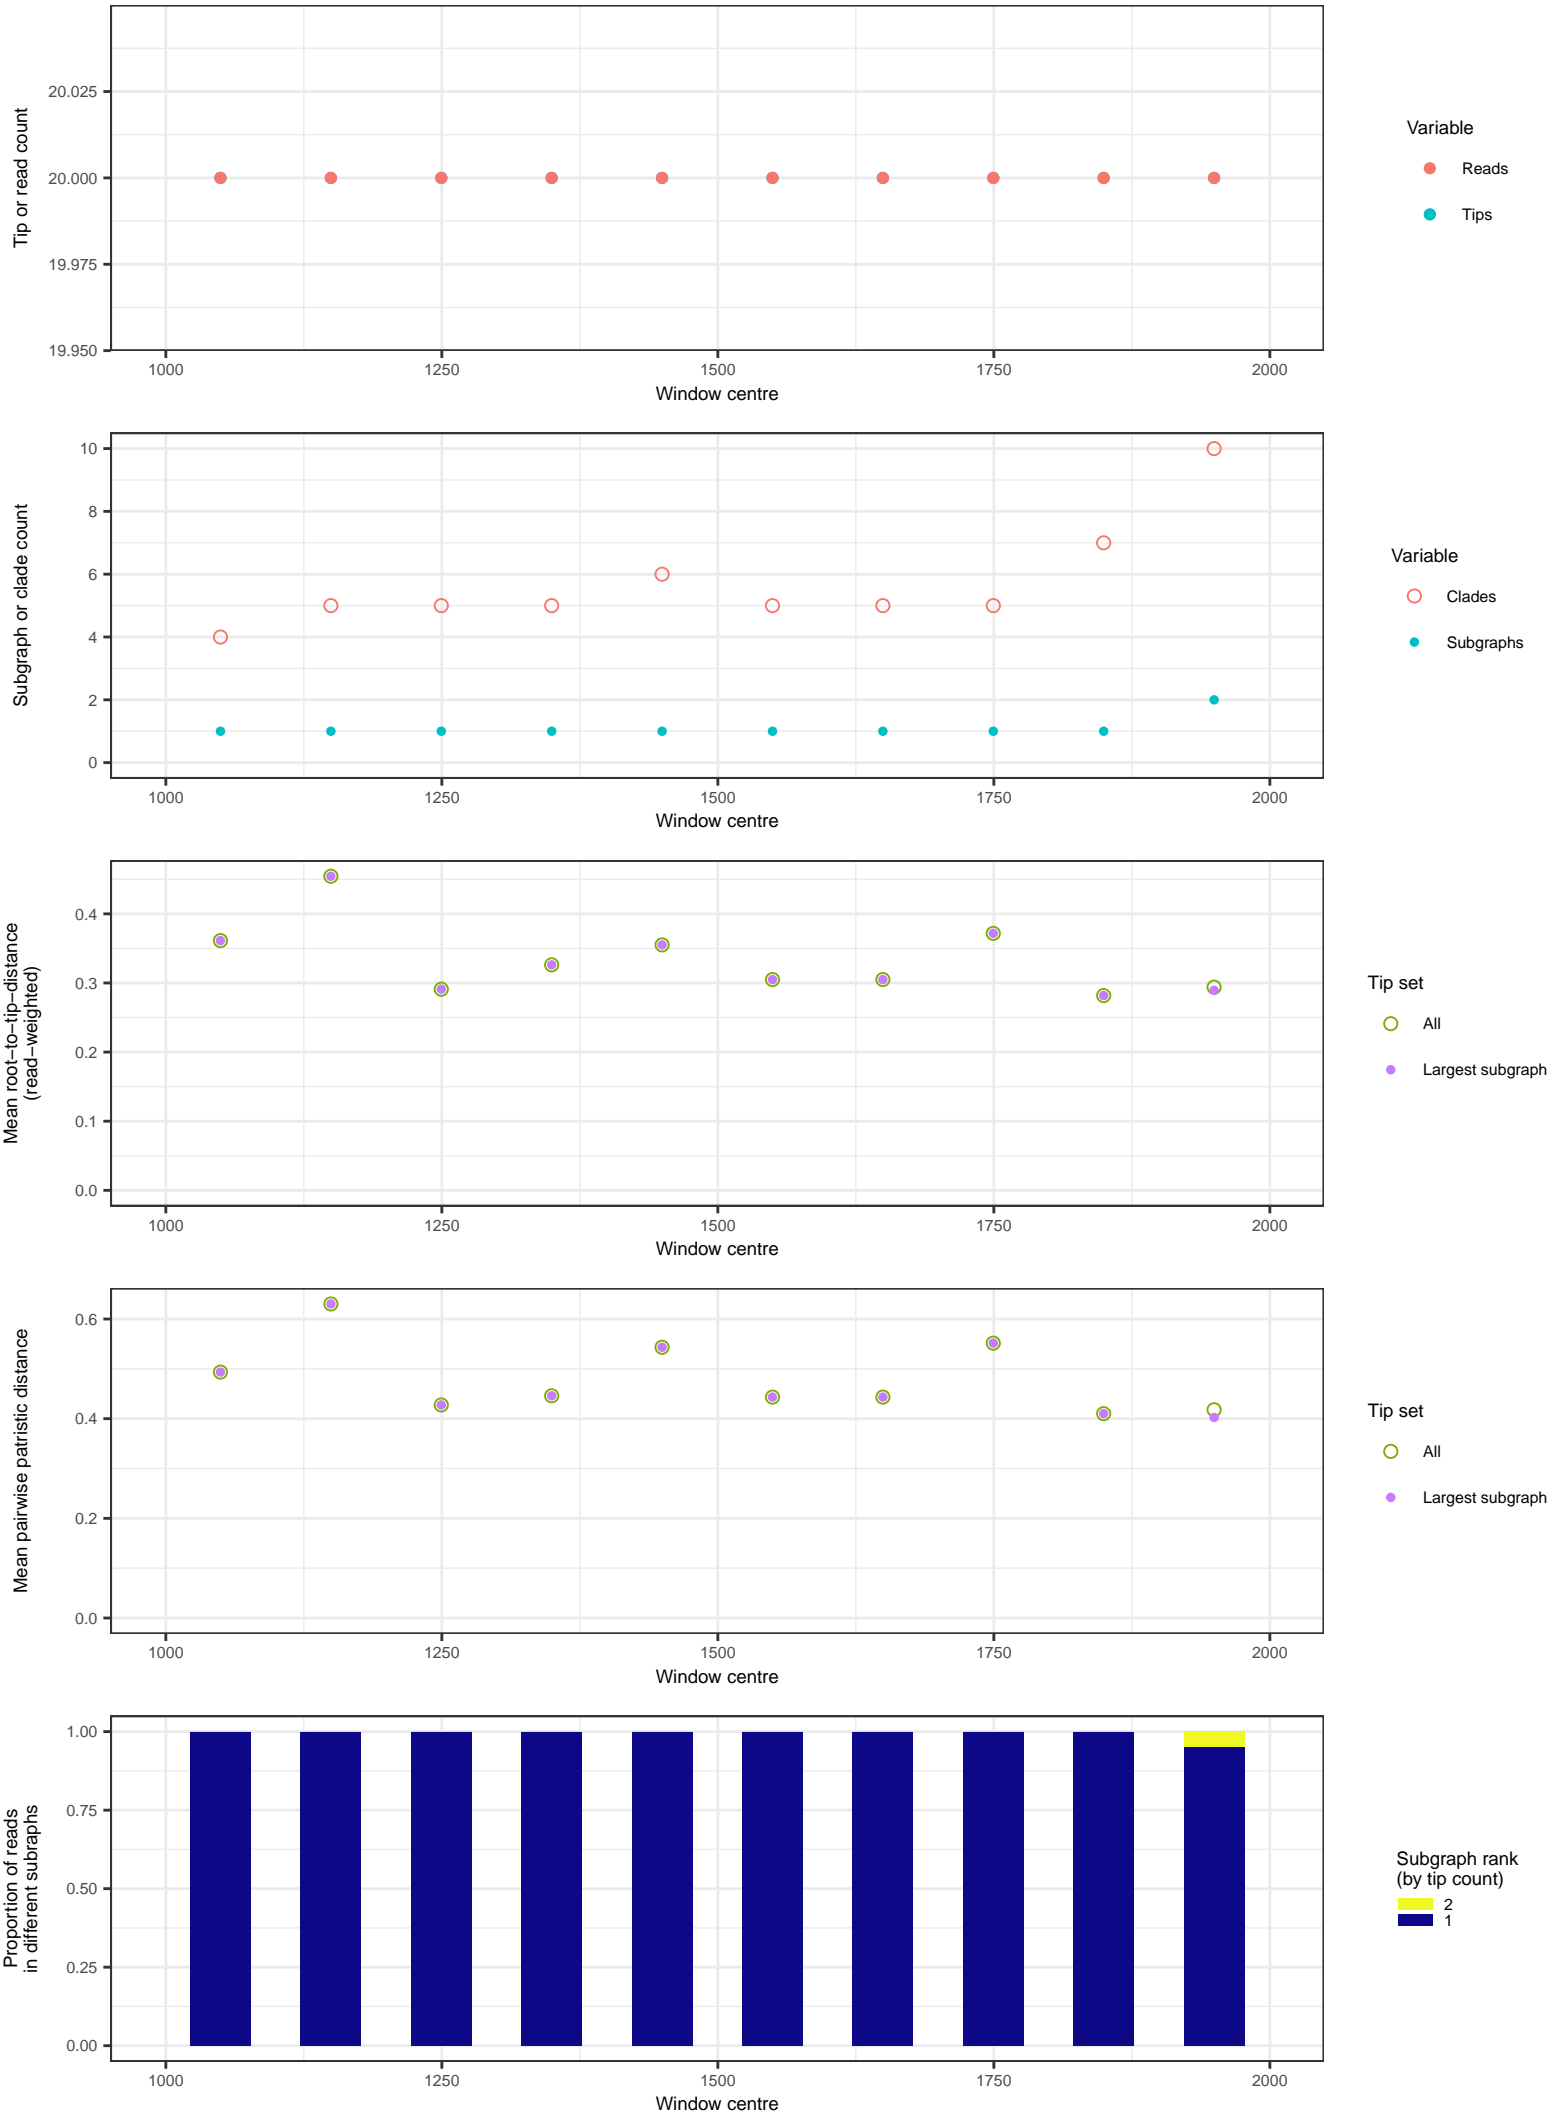 Tip or read count
20.025
20.000
19.975
19.950
1000 1250 1500 1750 2000
Window centre
Variable
Reads
Tips
Subgraph or clade count
10
8
6
4
2
0
1000 1250 1500 1750 2000
Window centre
Variable
Clades
Subgraphs
Mean root−to−tip−distance
(read−weighted)
0.4
0.3
0.2
0.1
0.0
1000 1250 1500 1750 2000
Window centre
Tip set
All
Largest subgraph
Mean pairwise patristic distance
0.6
0.4
0.2
0.0
1000 1250 1500 1750 2000
Window centre
Tip set
All
Largest subgraph
Proportion of reads
in different subraphs
1.00
0.75
0.50
0.25
0.00
1000 1250 1500 1750 2000
Window centre
Subgraph rank
(by tip count)
2
1